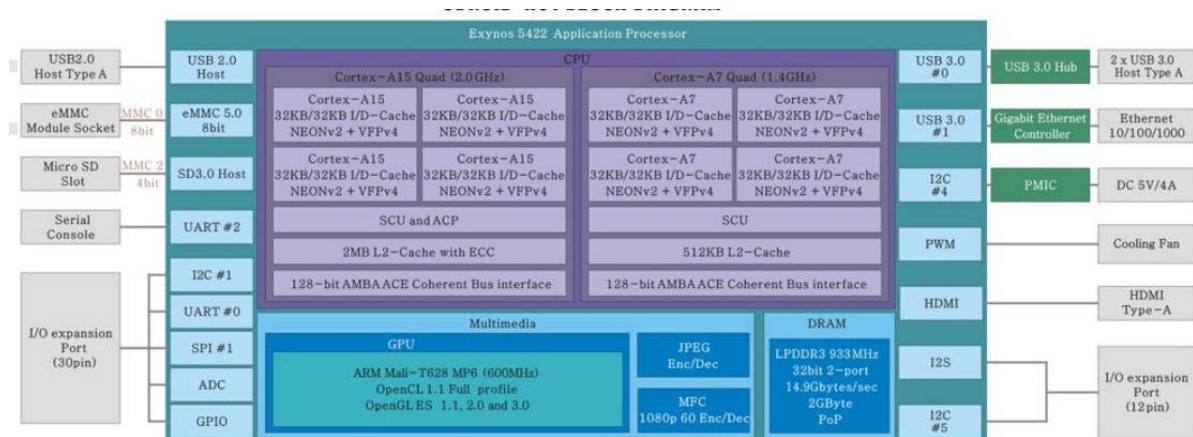 Exynos 5422 Application Processor
USB2.0
Host Type A
USB 2.0
Host
eMMC
Module Socket
MMC 0
8bit
eMMC 5.0
8bit
Micro SD
Slot
MMC 2
4bit
SD3.0 Host
Serial
Console
UART #2
I/O expansion
Port
(30pin)
I2C #1
UART #0
SPI #1
ADC
GPIO
CPU
Cortex-A15 Quad (2.0GHz)
Cortex-A15
32KB/32KB I/D-Cache
NEONv2 + VFPv4
Cortex-A15
32KB/32KB I/D-Cache
NEONv2 + VFPv4
Cortex-A15
32KB/32KB I/D-Cache
NEONv2 + VFPv4
Cortex-A15
32KB/32KB I/D-Cache
NEONv2 + VFPv4
SCU and ACP
2MB L2-Cache with ECC
128-bit AMBA ACE Coherent Bus interface
Cortex-A7 Quad (1.4GHz)
Cortex-A7
32KB/32KB I/D-Cache
NEONv2 + VFPv4
Cortex-A7
32KB/32KB I/D-Cache
NEONv2 + VFPv4
Cortex-A7
32KB/32KB I/D-Cache
NEONv2 + VFPv4
Cortex-A7
32KB/32KB I/D-Cache
NEONv2 + VFPv4
SCU
512KB L2-Cache
128-bit AMBA ACE Coherent Bus interface
Multimedia
GPU
ARM Mali-T628 MP6 (600MHz)
OpenCL 1.1 Full profile
OpenGL ES 1.1, 2.0 and 3.0
JPEG
Enc/Dec
MFC
1080p 60 Enc/Dec
DRAM
LPDDR3 933MHz
32bit 2-port
14.9Gbytes/sec
2GByte
PoP
USB 3.0
#0
USB 3.0 Hub
2 x USB 3.0
Host Type A
USB 3.0
#1
Gigabit Ethernet
Controller
Ethernet
10/100/1000
I2C
#4
PMIC
DC 5V/4A
PWM
Cooling Fan
HDMI
HDMI
Type-A
I2S
I2C
#5
I/O expansion
Port
(12pin)